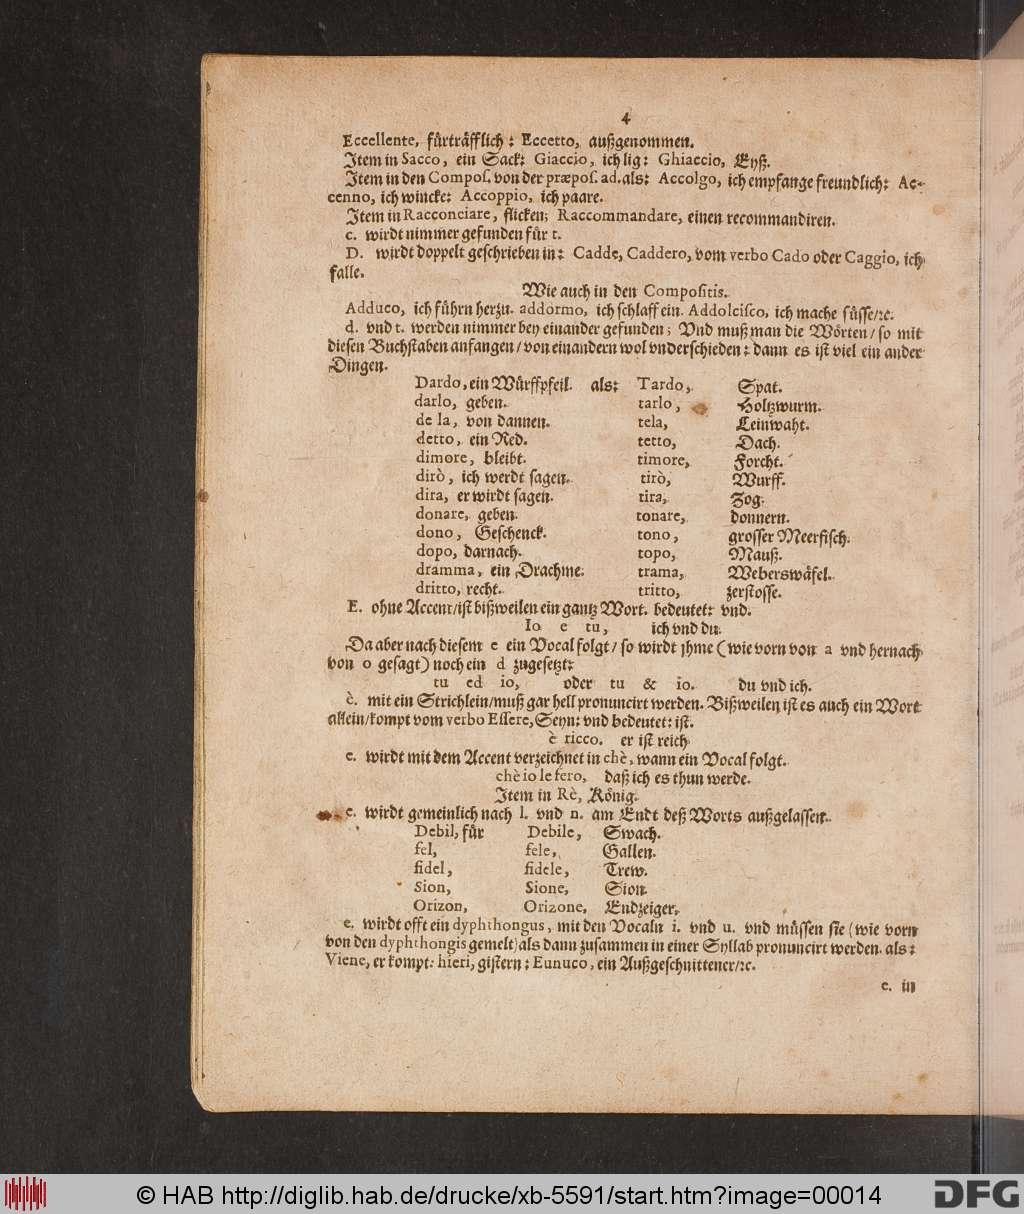 4
Eccellente, fürträfflich: Eccetto, außgenommen.
Item in Sacco, ein Sack: Giaccio, ich lig: Ghiaccio, Eyß.
Item in den Compos. von der præpos. ad. als: Accolgo, ich empfange freundlich: Ac-
cenno, ich wincke: Accoppio, ich paare.
Item in Racconciare, flicken; Raccommandare, einen recommandiren.
c. wirdt nimmer gefunden für t.
D. wirdt doppelt geschrieben in: Cadde, Caddero, vom verbo Cado oder Caggio, ich
falle.
Wie auch in den Compositis.
Adduco, ich führn herzu. addormo, ich schlaff ein. Addolcisco, ich mache süsse/ꝛc.
d. vnd t. werden nimmer bey einander gefunden; Vnd muß man die Wörten/ so mit
diesen Buchstaben anfangen/ von einandern wol vnderschieden: dann es ist viel ein ander
Dingen.
Dardo, ein Würffpfeil. als: Tardo, Spat.
darlo, geben. tarlo, Holtzwurm.
de la, von dannen. tela, Leinwaht.
detto, ein Red. tetto, Dach.
dimore, bleibt. timore, Forcht.
dirò, ich werdt sagen. tirò, Wurff.
dira, er wirdt sagen. tira, Zog.
donare, geben. tonare, donnern.
dono, Geschenck. tono, grosser Meerfisch.
dopo, darnach. topo, Mauß.
dramma, ein Drachme. trama, Weberswäfel.
dritto, recht. tritto, zerstosse.
E. ohne Accent/ ist bißweilen ein gantz Wort. bedeutet: vnd.
Io e tu, ich vnd du.
Da aber nach diesem e ein Vocal folgt/ so wirdt jhme (wie vorn von a vnd hernach
von o gesagt) noch ein d zugesetzt:
tu ed io, oder tu & io. du vnd ich.
è. mit ein Strichlein/ muß gar hell pronuncirt werden. Bißweilen ist es auch ein Wort
allein/ kompt vom verbo Essere, Seyn: vnd bedeutet: ist.
è ricco. er ist reich
e. wirdt mit dem Accent verzeichnet in chè, wann ein Vocal folgt.
chè io le fero, daß ich es thun werde.
Item in Rè, König.
e. wirdt gemeinlich nach l. vnd n. am Endt deß Worts außgelassen.
Debil, für Debile, Swach.
fel, fele, Gallen.
fidel, fidele, Trew.
Sion, Sione, Sion.
Orizon, Orizone, Endzeiger.
e. wirdt offt ein dyphthongus, mit den Vocaln i. vnd u. vnd müssen sie (wie vorn
von den dyphthongis gemelt) als dann zusammen in einer Syllab pronuncirt werden. als:
Viene, er kompt: hieri, gistern: Eunuco, ein Außgeschnittener/ꝛc.
e. in
© HAB http://diglib.hab.de/drucke/xb-5591/start.htm?image=00014
DFG